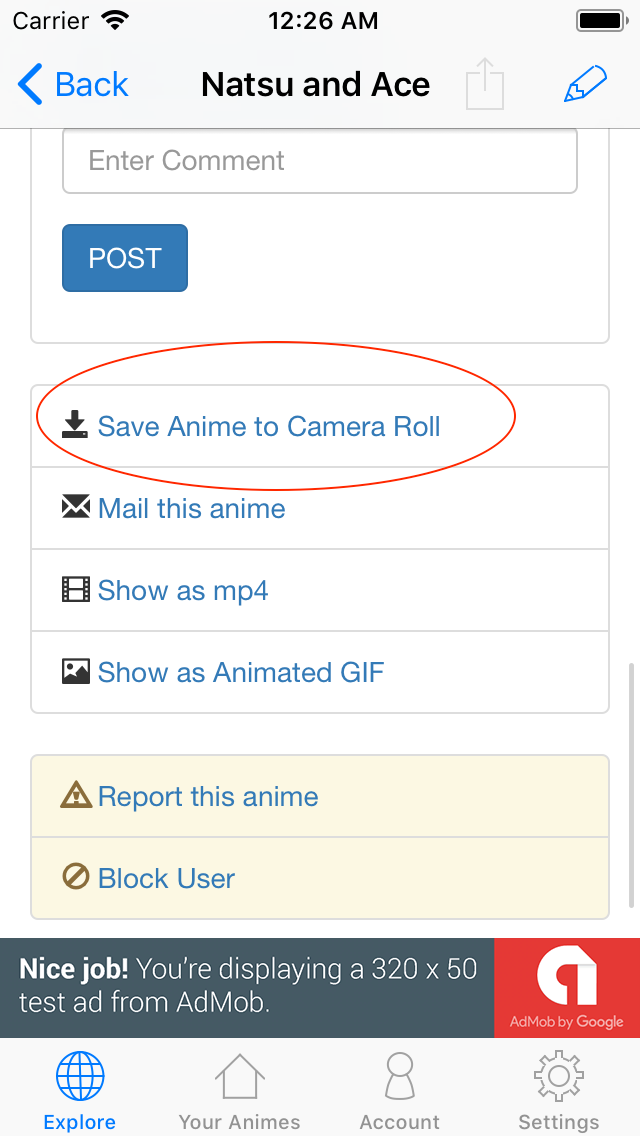 Carrier 12:26 AM
Back Natsu and Ace
Enter Comment
POST
Save Anime to Camera Roll
Mail this anime
Show as mp4
Show as Animated GIF
Report this anime
Block User
Nice job! You're displaying a 320 x 50
test ad from AdMob.
AdMob by Google
Explore Your Animes Account Settings